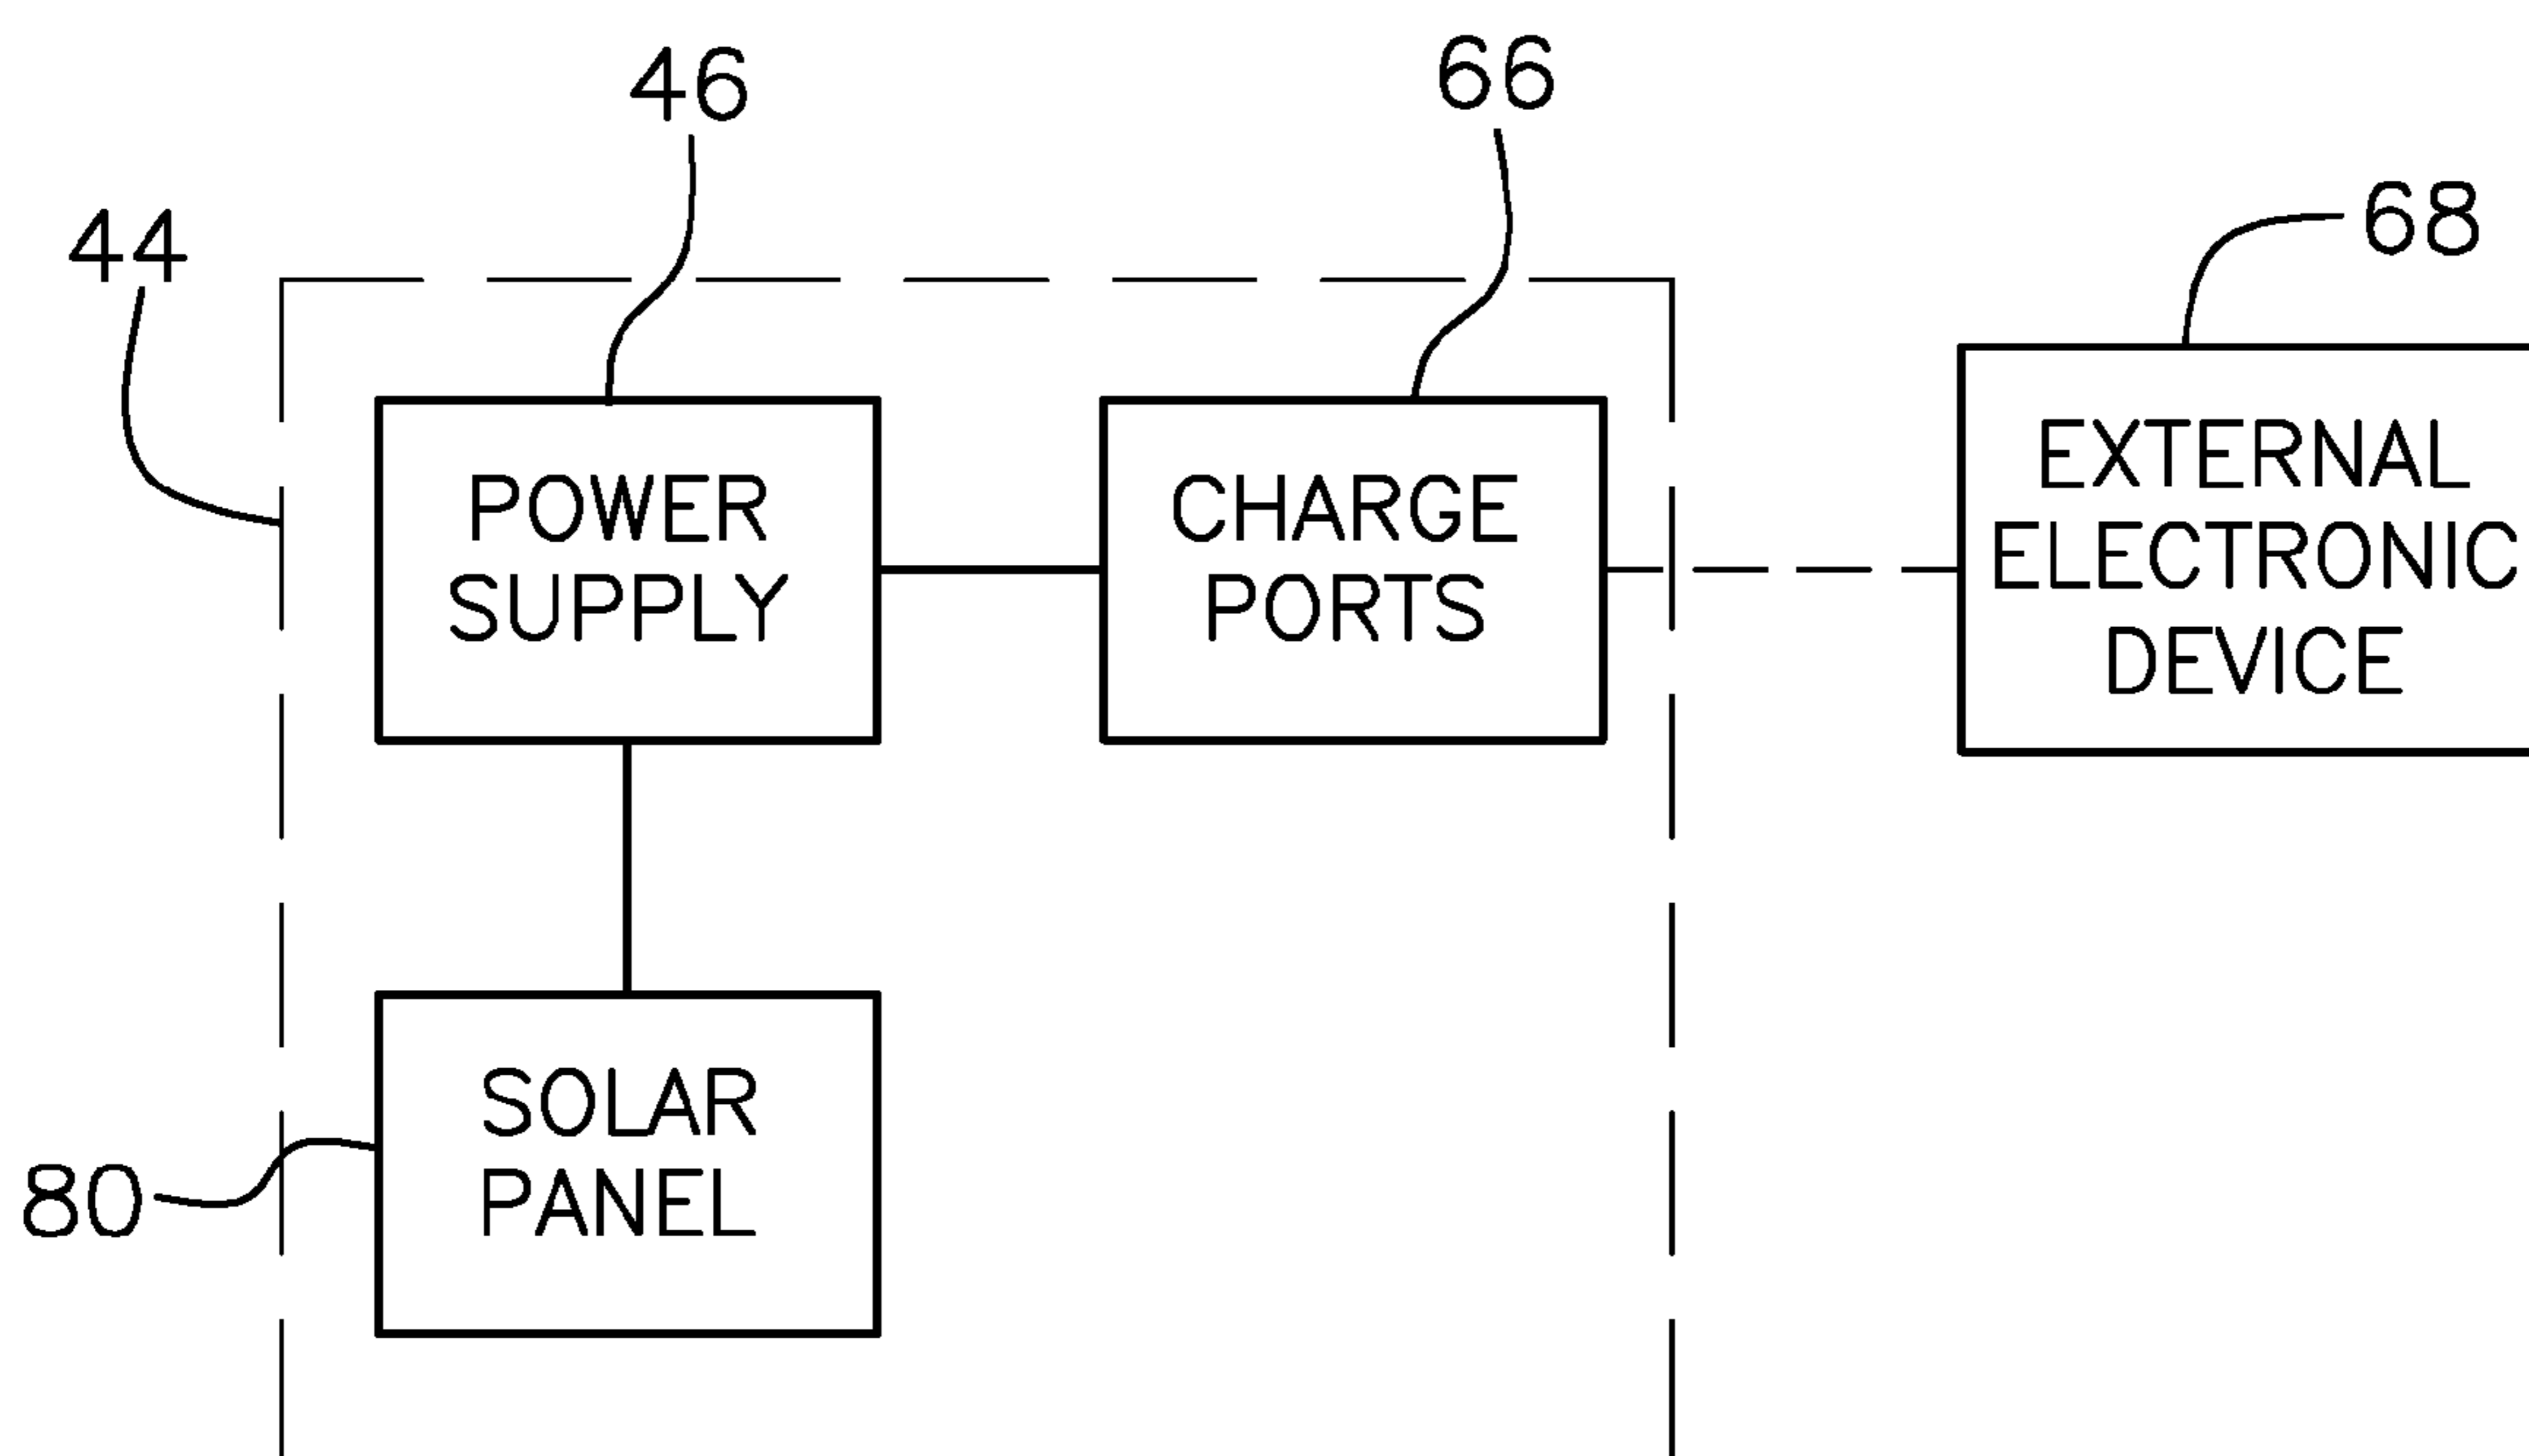 46
66
44
68
POWER
SUPPLY
CHARGE
PORTS
EXTERNAL
ELECTRONIC
DEVICE
80
SOLAR
PANEL